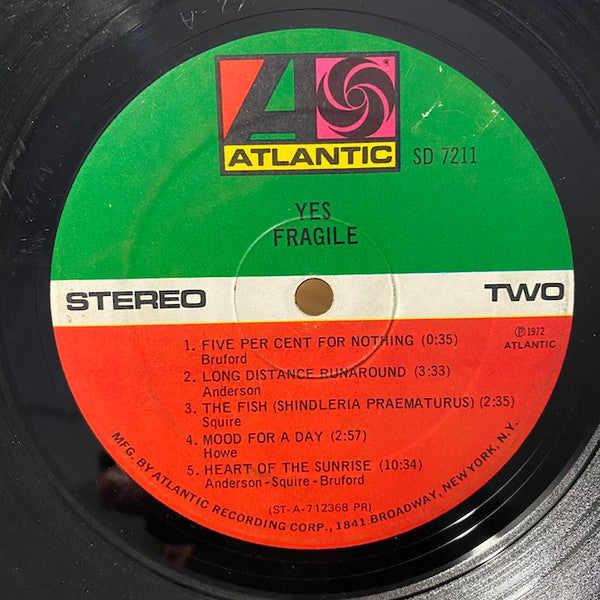 ATLANTIC
SD 7211
YES
FRAGILE
STEREO
TWO
℗ 1972
ATLANTIC
1. FIVE PER CENT FOR NOTHING (0:35)
Bruford
2. LONG DISTANCE RUNAROUND (3:33)
Anderson
3. THE FISH (SHINDLERIA PRAEMATURUS) (2:35)
Squire
4. MOOD FOR A DAY (2:57)
Howe
5. HEART OF THE SUNRISE (10:34)
Anderson-Squire-Bruford
(ST-A-712368 PR)
MFG. BY ATLANTIC RECORDING CORP., 1841 BROADWAY, NEW YORK, N.Y.